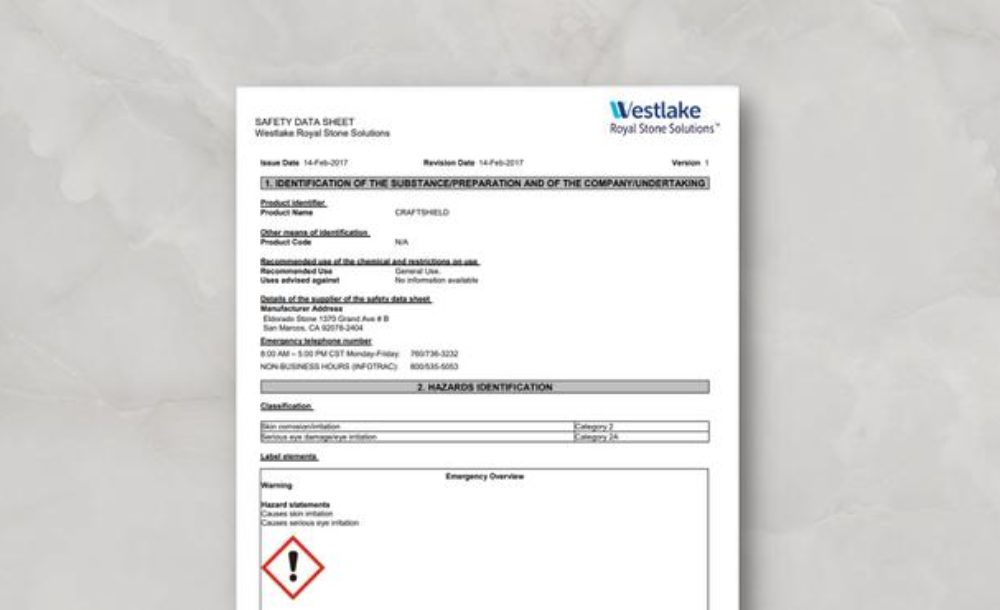 SAFETY DATA SHEET
Westlake Royal Stone Solutions
Westlake
Royal Stone Solutions™
Issue Date 14-Feb-2017 Revision Date 14-Feb-2017 Version 1
1. IDENTIFICATION OF THE SUBSTANCE/PREPARATION AND OF THE COMPANY/UNDERTAKING
Product identifier
Product Name CRAFTSHIELD
Other means of identification
Product Code N/A
Recommended use of the chemical and restrictions on use
Recommended Use General Use.
Uses advised against No information available
Details of the supplier of the safety data sheet
Manufacturer Address
Eldorado Stone 1370 Grand Ave # B
San Marcos, CA 92078-2404
Emergency telephone number
8:00 AM – 5:00 PM CST Monday-Friday: 760/736-3232
NON-BUSINESS HOURS (INFOTRAC): 800/535-5053
2. HAZARDS IDENTIFICATION
Classification
Skin corrosion/irritation Category 2
Serious eye damage/eye irritation Category 2A
Label elements
Emergency Overview
Warning
Hazard statements
Causes skin irritation
Causes serious eye irritation